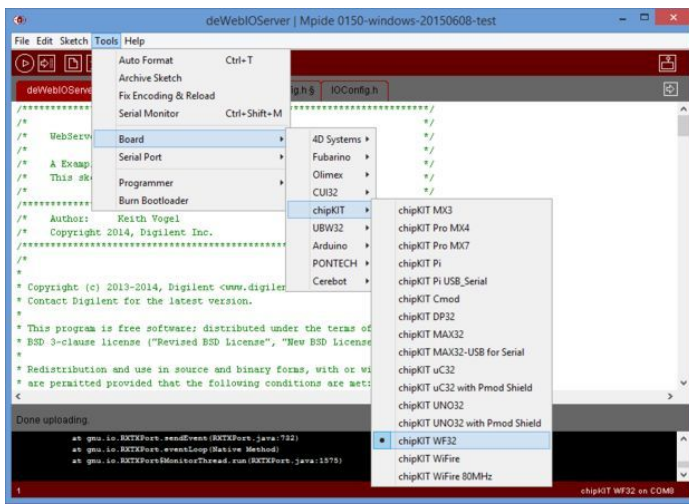 deWebIOServer | Mpide 0150-windows-20150608-test
File Edit Sketch Tools Help
Auto Format Ctrl+T
Archive Sketch
Fix Encoding & Reload
Serial Monitor Ctrl+Shift+M
Board
Serial Port
Programmer
Burn Bootloader
4D Systems
Fubarino
Olimex
CUI32
chipKIT
UBW32
Arduino
PONTECH
Cerebot
chipKIT MX3
chipKIT Pro MX4
chipKIT Pro MX7
chipKIT Pi
chipKIT Pi USB_Serial
chipKIT Cmod
chipKIT DP32
chipKIT MAX32
chipKIT MAX32-USB for Serial
chipKIT uC32
chipKIT uC32 with Pmod Shield
chipKIT UNO32
chipKIT UNO32 with Pmod Shield
chipKIT WF32
chipKIT WiFire
chipKIT WiFire 80MHz
deWebIOServe ig.h § IOConfig.h
/* WebServe */
/* A Examp */
/* This sk */
/* Author: Keith Vogel
/* Copyright 2014, Digilent Inc.
/*
*
* Copyright (c) 2013-2014, Digilent <www.digilen
* Contact Digilent for the latest version.
*
* This program is free software; distributed under the terms of
* BSD 3-clause license ("Revised BSD License", "New BSD License
*
* Redistribution and use in source and binary forms, with or wi
* are permitted provided that the following conditions are met:
Done uploading.
at gnu.io.RXTXPort.sendEvent(RXTXPort.java:732)
at gnu.io.RXTXPort.eventLoop(Native Method)
at gnu.io.RXTXPort$MonitorThread.run(RXTXPort.java:1575)
1 chipKIT WF32 on COM8